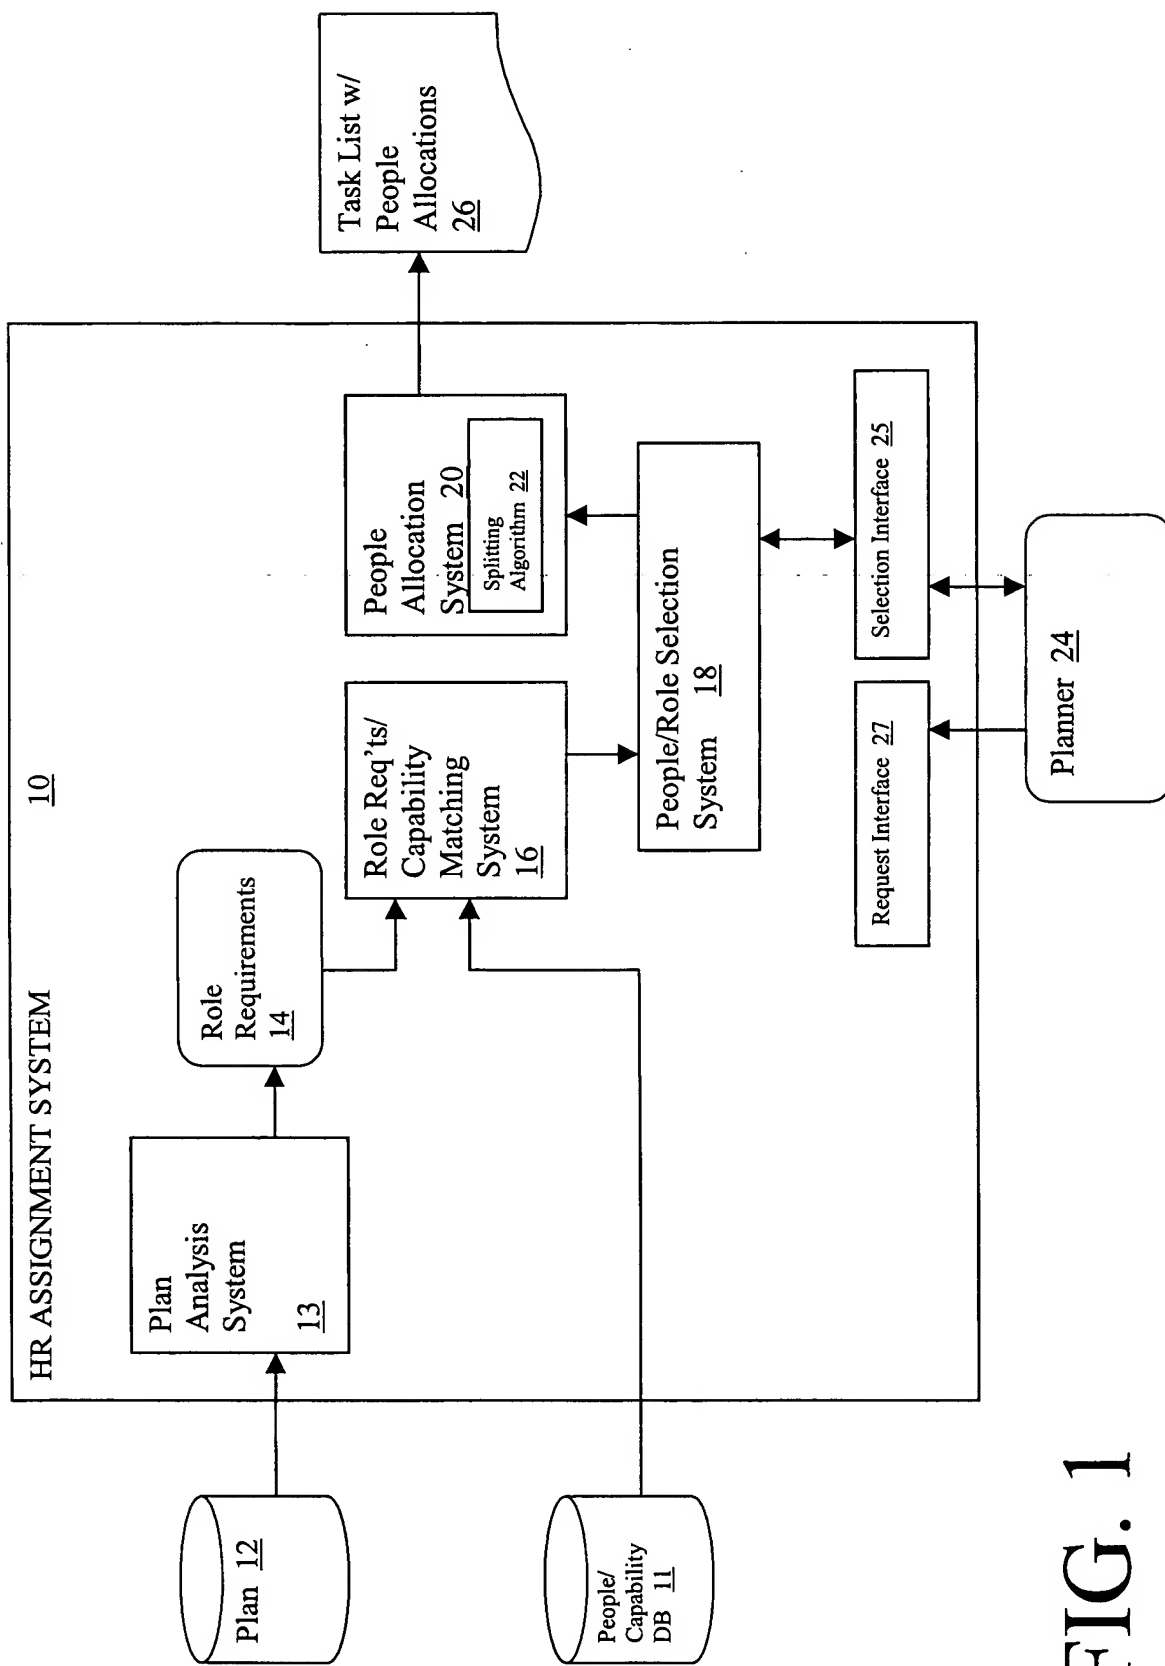 HR ASSIGNMENT SYSTEM
10
Plan 12
Plan
Analysis
System
13
Role
Requirements
14
People/
Capability
DB 11
Role Req'ts/
Capability
Matching
System
16
People
Allocation
System 20
Splitting
Algorithm 22
Task List w/
People
Allocations
26
People/Role Selection
System 18
Request Interface 27
Selection Interface 25
Planner 24
FIG. 1